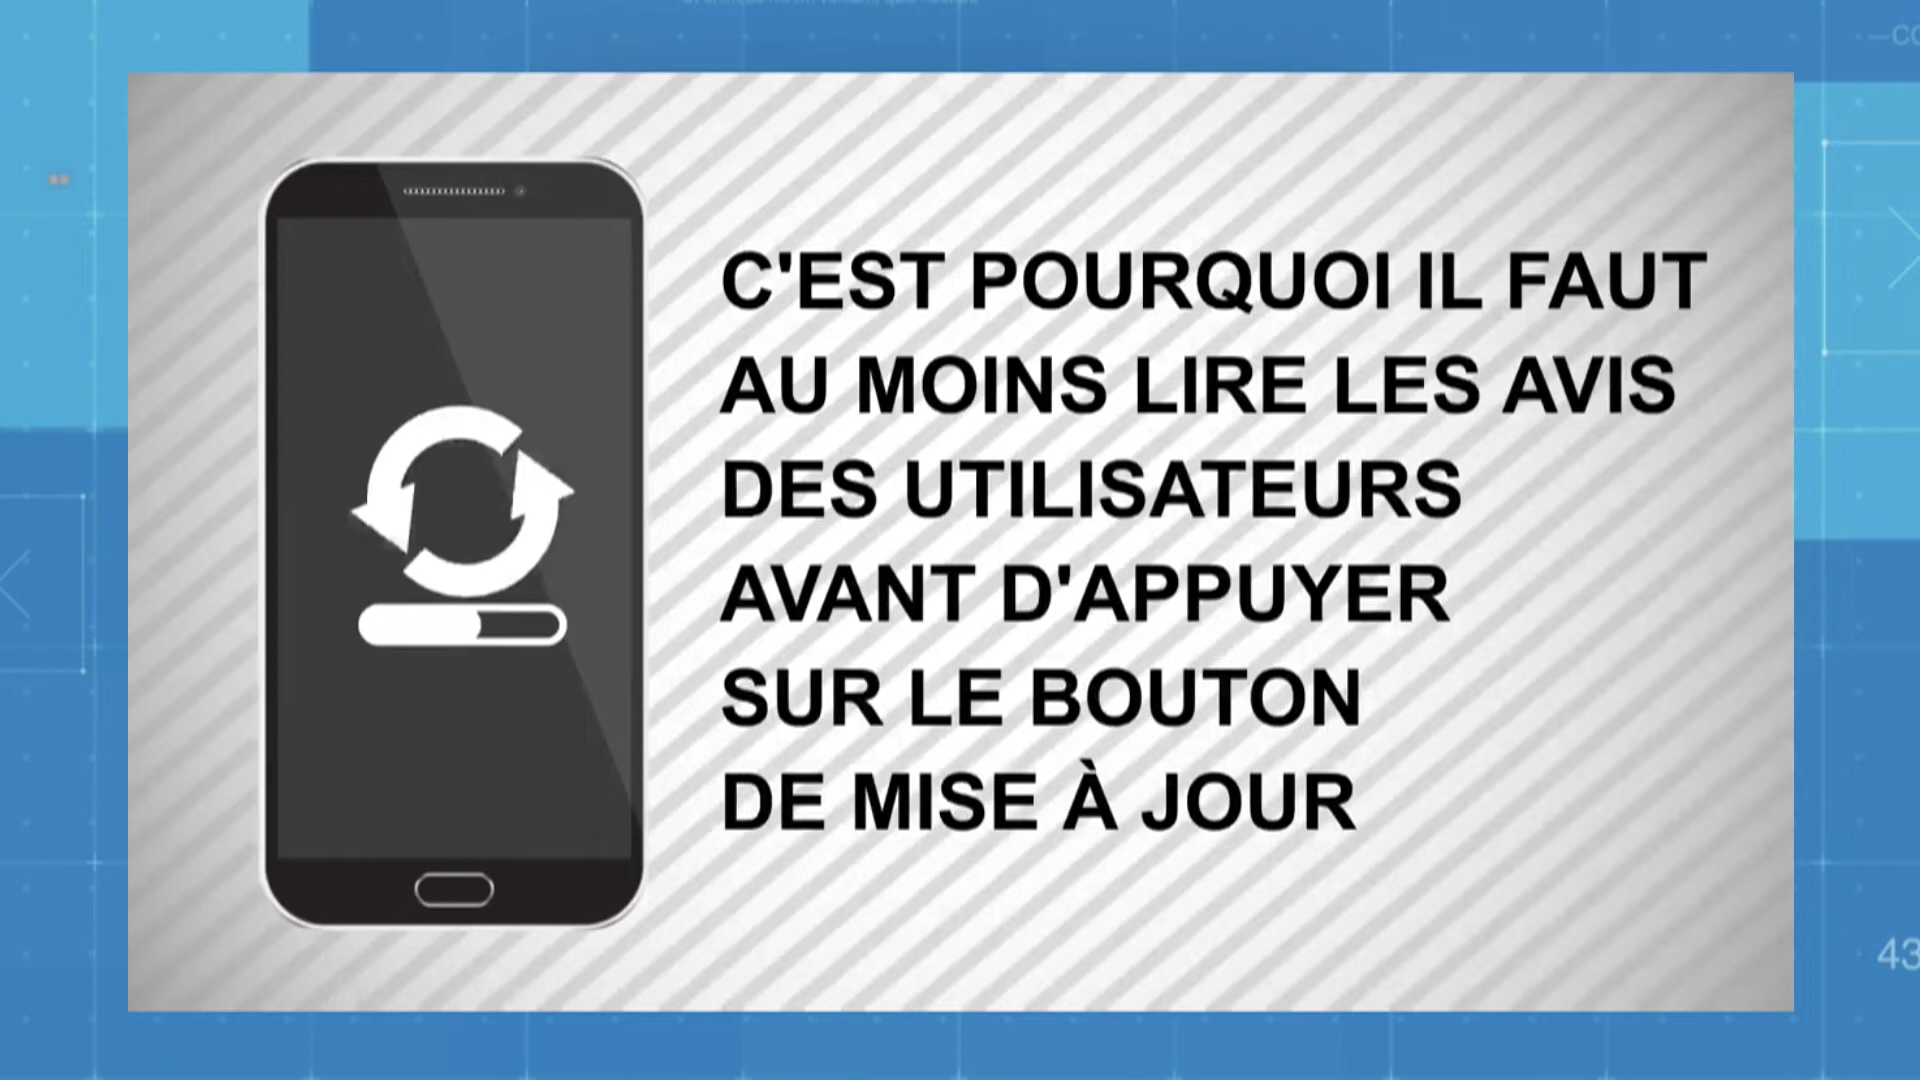 C'EST POURQUOI IL FAUT
AU MOINS LIRE LES AVIS
DES UTILISATEURS
AVANT D'APPUYER
SUR LE BOUTON
DE MISE À JOUR
43